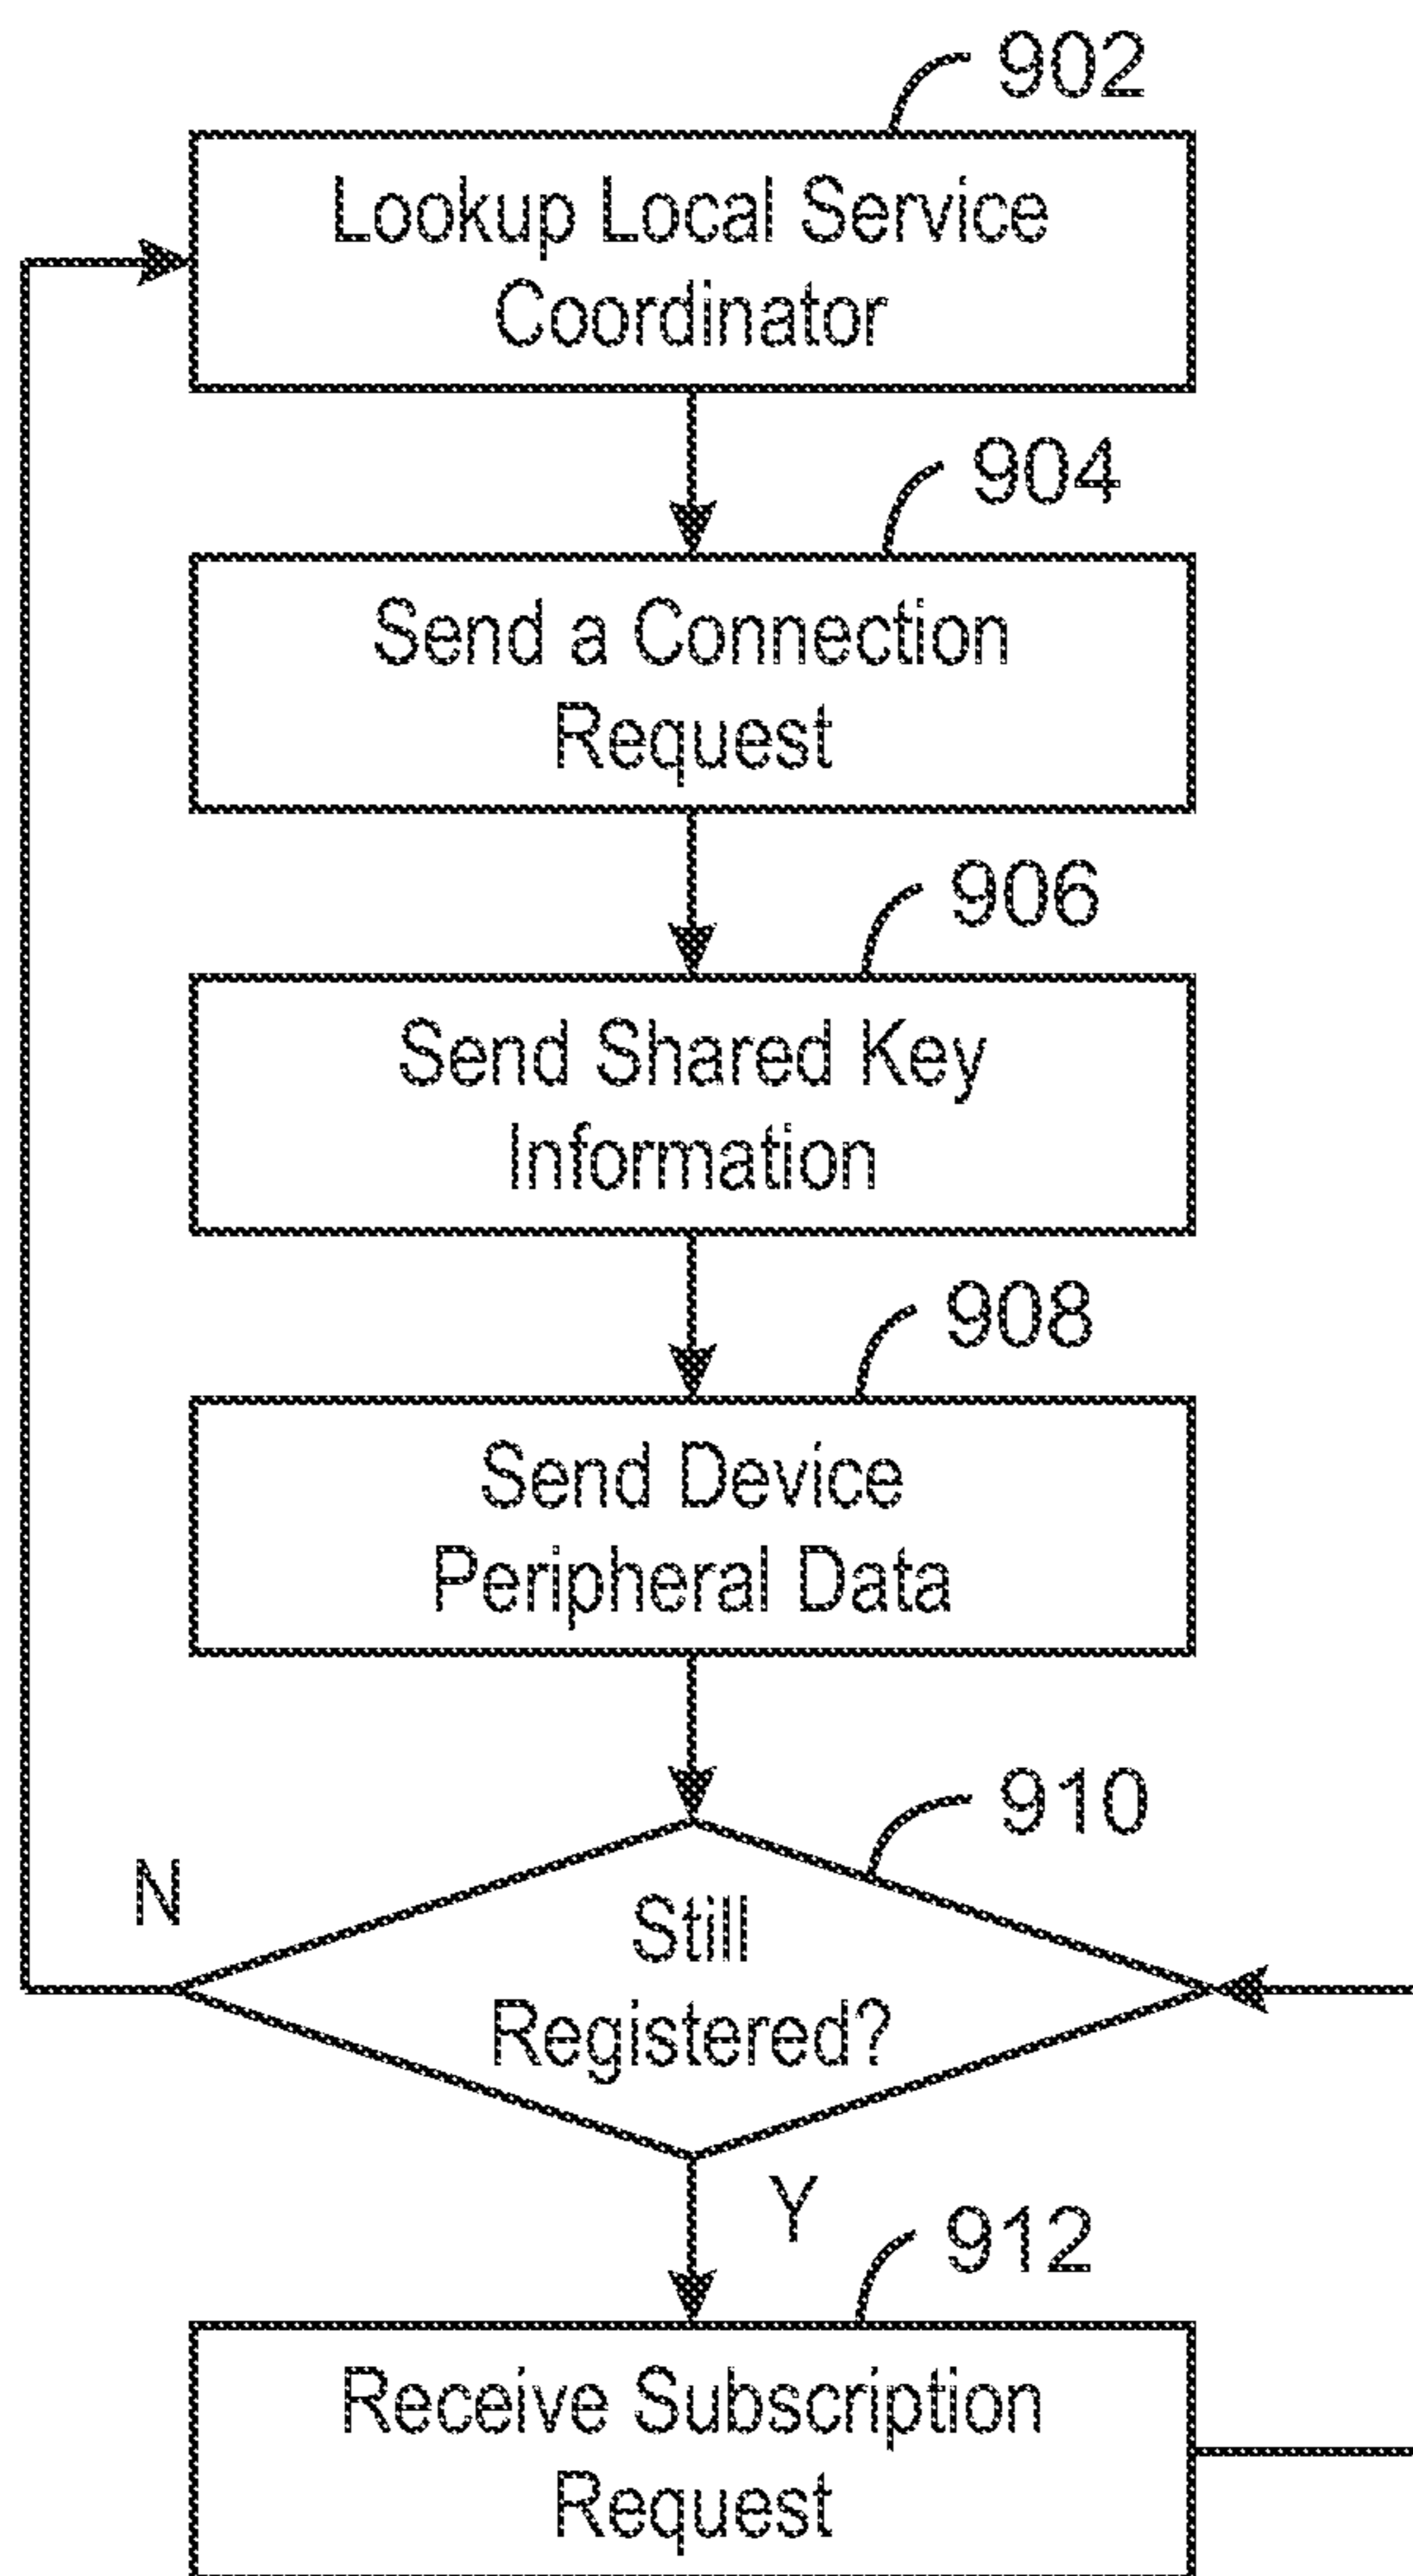 902
Lookup Local Service
Coordinator
904
Send a Connection
Request
906
Send Shared Key
Information
908
Send Device
Peripheral Data
910
N
Still
Registered?
Y
912
Receive Subscription
Request